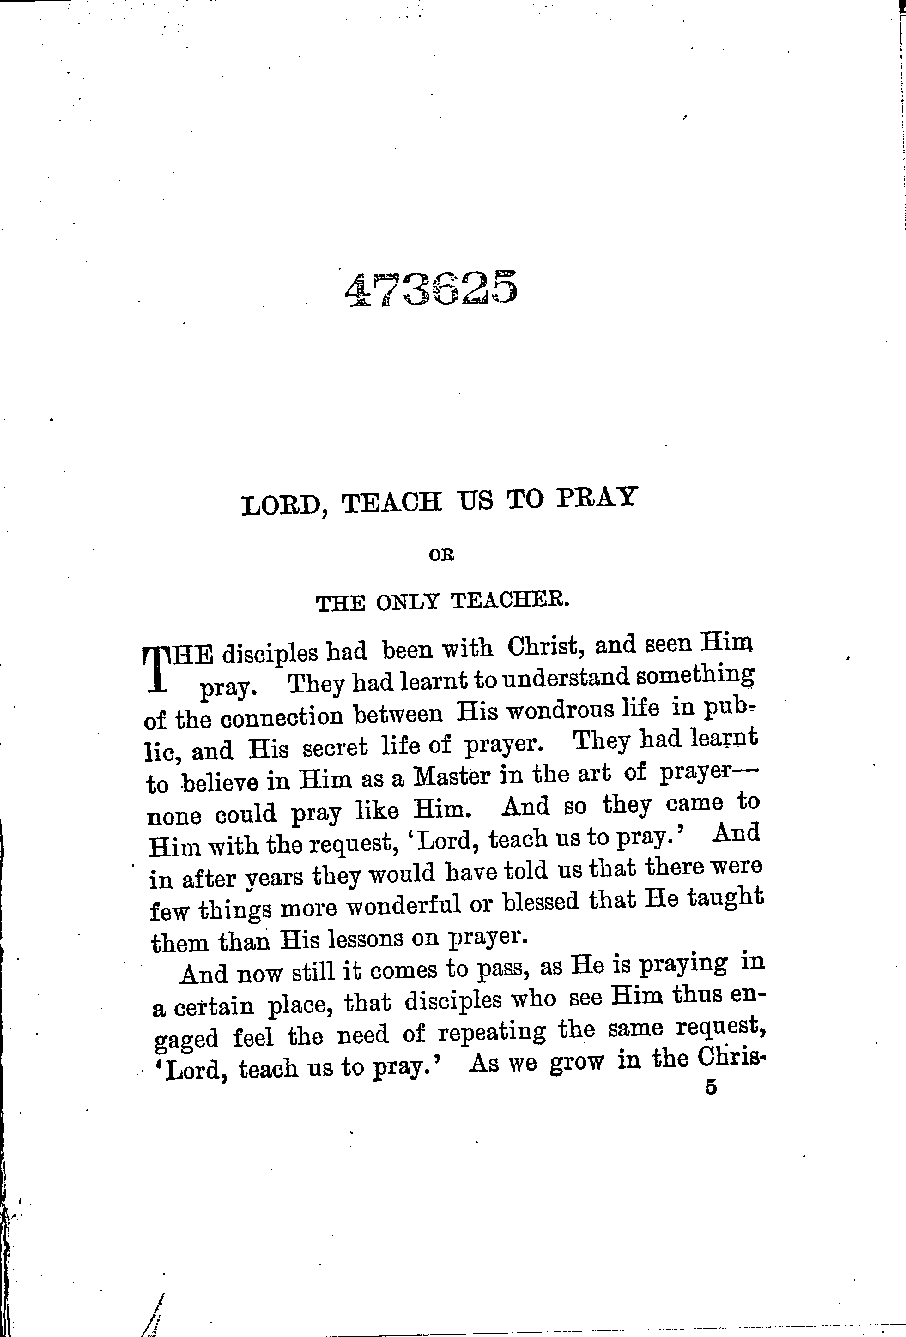 473625
LORD, TEACH US TO PRAY
OR
THE ONLY TEACHER.
THE disciples had been with Christ, and seen Him
pray. They had learnt to understand something
of the connection between His wondrous life in pub-
lic, and His secret life of prayer. They had learnt
to believe in Him as a Master in the art of prayer—
none could pray like Him. And so they came to
Him with the request, ‘Lord, teach us to pray.’ And
in after years they would have told us that there were
few things more wonderful or blessed that He taught
them than His lessons on prayer.
And now still it comes to pass, as He is praying in
a certain place, that disciples who see Him thus en-
gaged feel the need of repeating the same request,
‘Lord, teach us to pray.’ As we grow in the Chris-
5